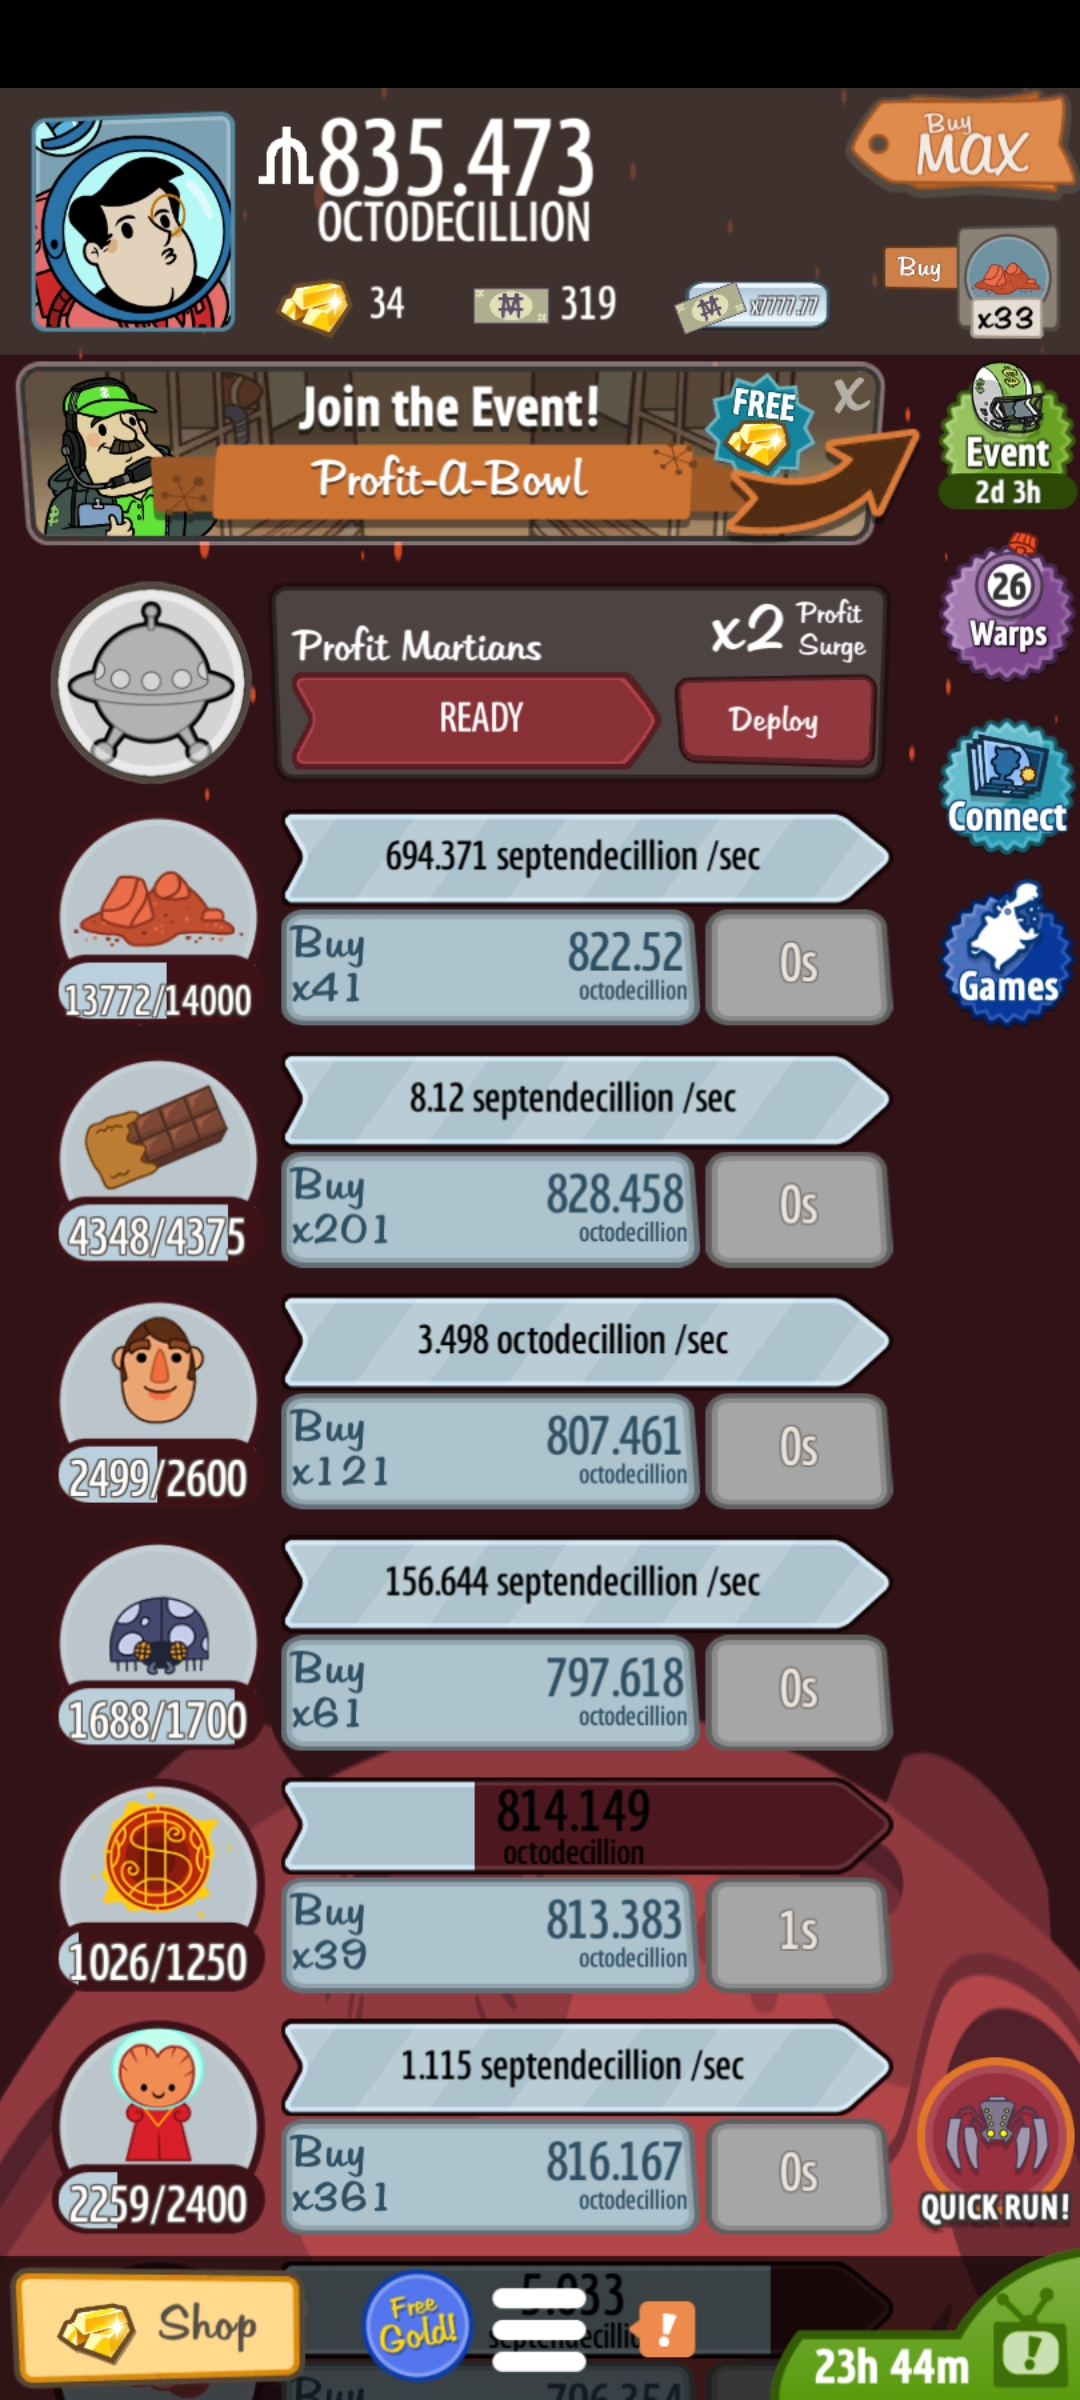 835.473
OCTODECILLION
Buy
MAX
34
319
x7777.77
Buy
x33
Join the Event!
FREE
X
Profit-A-Bowl
Event
2d 3h
26
Warps
Profit Martians
x2 Profit
Surge
READY
Deploy
Connect
694.371 septendecillion /sec
Buy
x41
822.52
octodecillion
0s
13772/14000
Games
8.12 septendecillion /sec
Buy
x201
828.458
octodecillion
0s
4348/4375
3.498 octodecillion /sec
Buy
x121
807.461
octodecillion
0s
2499/2600
156.644 septendecillion /sec
Buy
x61
797.618
octodecillion
0s
1688/1700
814.149
octodecillion
Buy
x39
813.383
octodecillion
1s
1026/1250
1.115 septendecillion /sec
Buy
x361
816.167
octodecillion
0s
2259/2400
QUICK RUN!
Shop
Free
Gold!
!
23h 44m
!
Buy